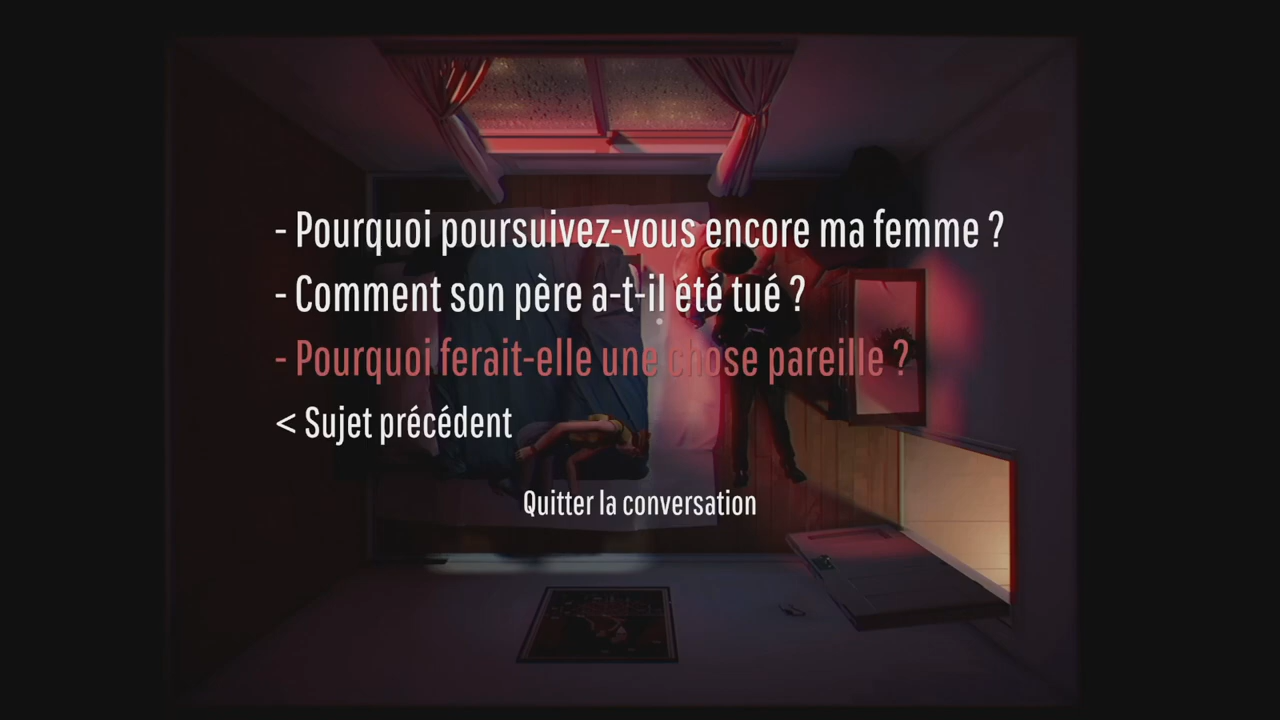 - Pourquoi poursuivez-vous encore ma femme ?
- Comment son père a-t-il été tué ?
- Pourquoi ferait-elle une chose pareille ?
< Sujet précédent
Quitter la conversation